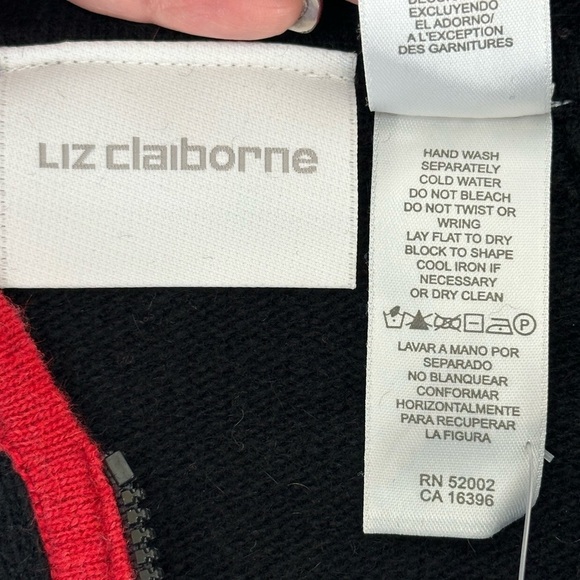 EXCLUYENDO
EL ADORNO/
A L'EXCEPTION
DES GARNITURES
LIZ claiborne
HAND WASH
SEPARATELY
COLD WATER
DO NOT BLEACH
DO NOT TWIST OR
WRING
LAY FLAT TO DRY
BLOCK TO SHAPE
COOL IRON IF
NECESSARY
OR DRY CLEAN
P
LAVAR A MANO POR
SEPARADO
NO BLANQUEAR
CONFORMAR
HORIZONTALMENTE
PARA RECUPERAR
LA FIGURA
RN 52002
CA 16396